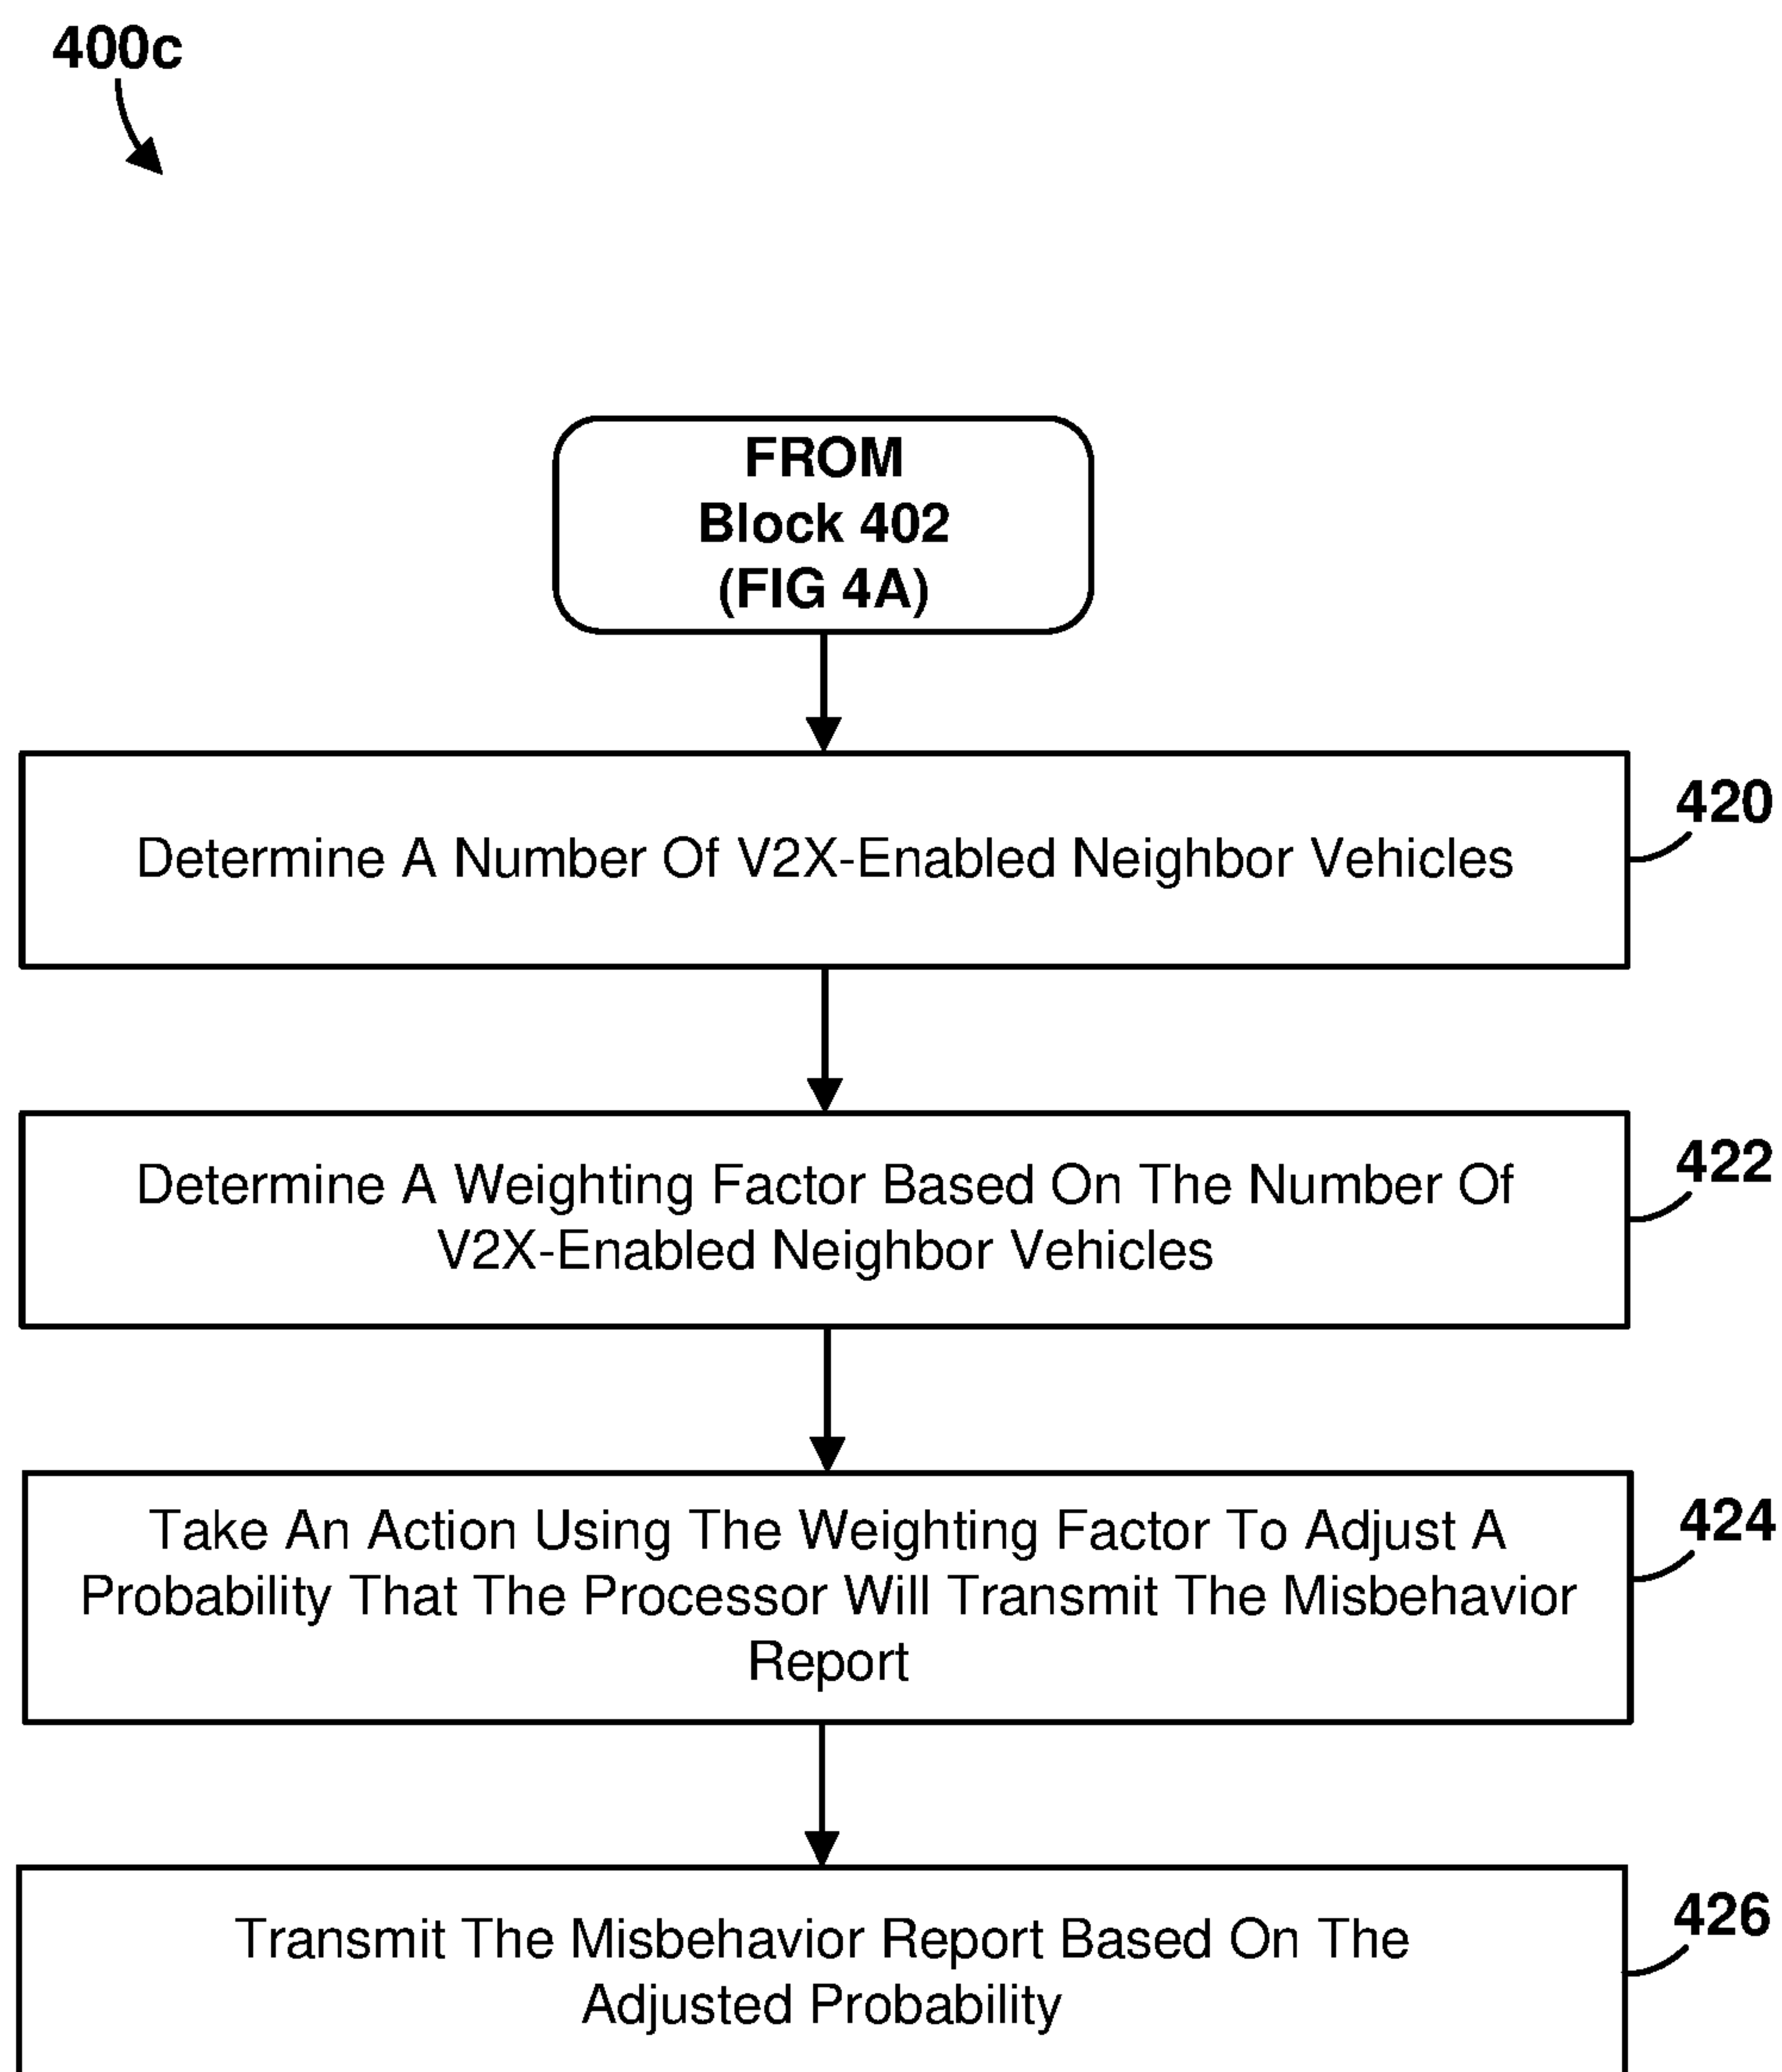 400c
FROM
Block 402
(FIG 4A)
420
Determine A Number Of V2X-Enabled Neighbor Vehicles
422
Determine A Weighting Factor Based On The Number Of
V2X-Enabled Neighbor Vehicles
424
Take An Action Using The Weighting Factor To Adjust A
Probability That The Processor Will Transmit The Misbehavior
Report
426
Transmit The Misbehavior Report Based On The
Adjusted Probability